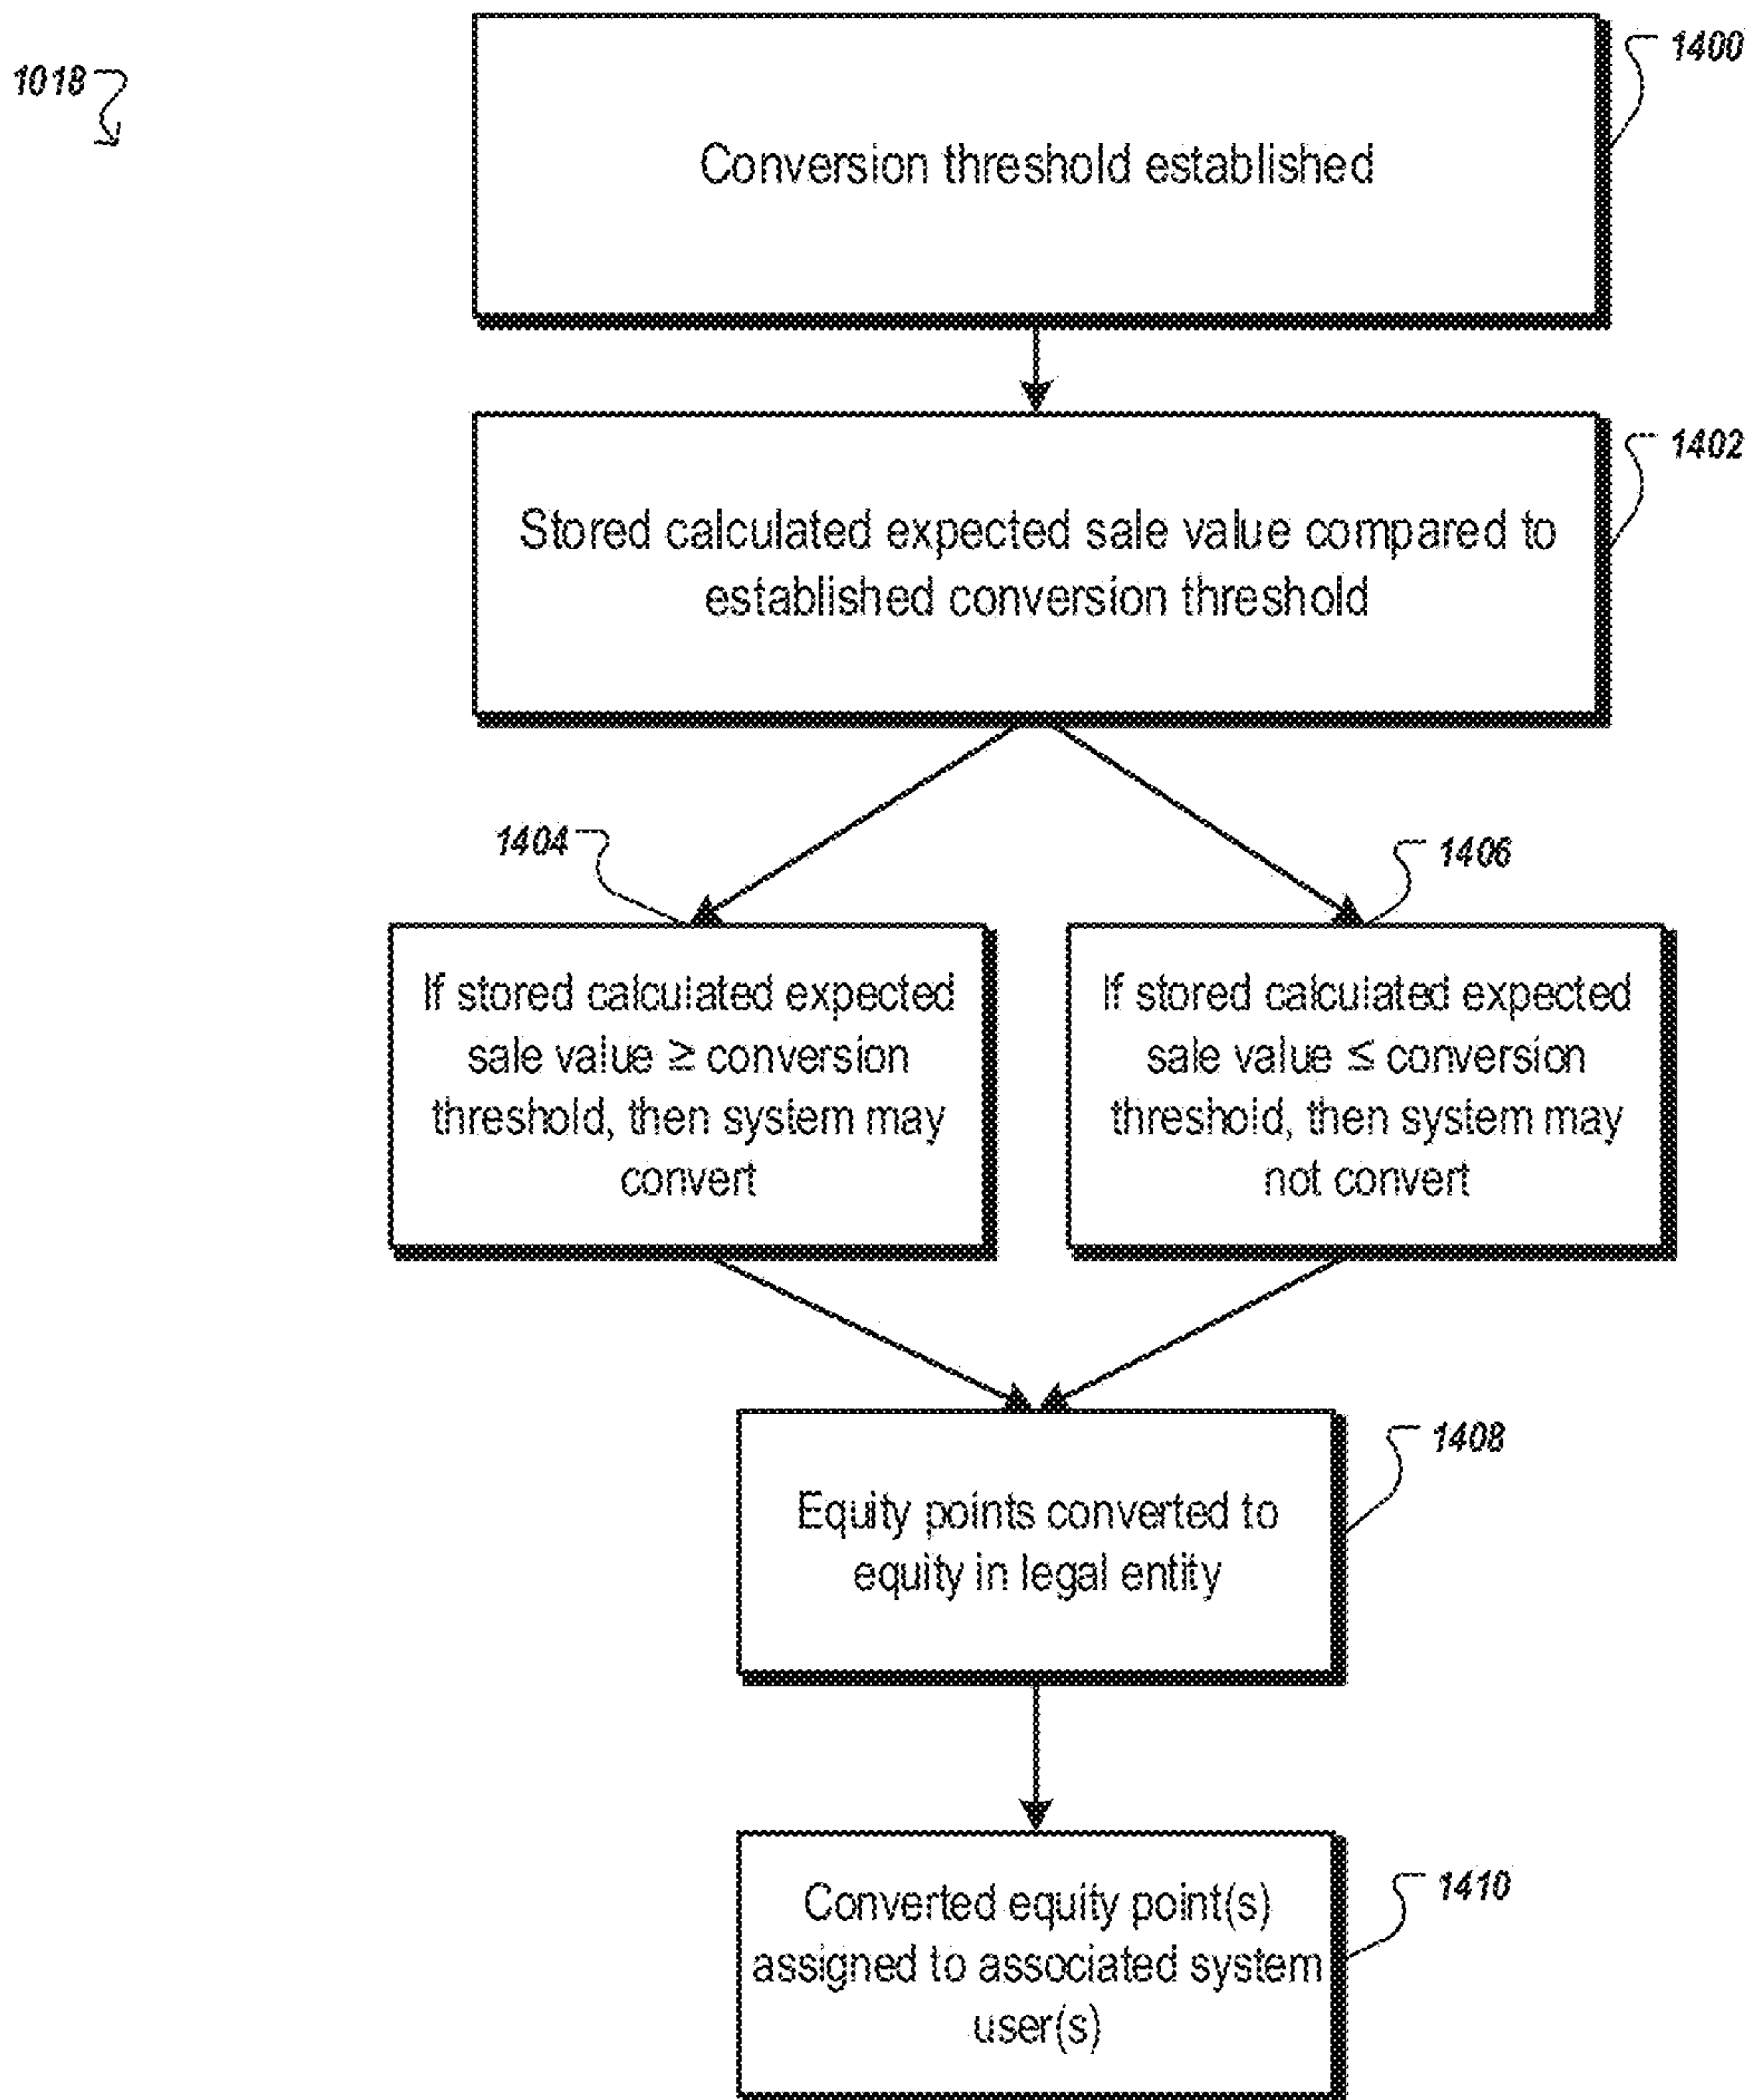 1018
1400
Conversion threshold established
1402
Stored calculated expected sale value compared to
established conversion threshold
1404
1406
If stored calculated expected
sale value ≥ conversion
threshold, then system may
convert
If stored calculated expected
sale value ≤ conversion
threshold, then system may
not convert
1408
Equity points converted to
equity in legal entity
1410
Converted equity point(s)
assigned to associated system
user(s)